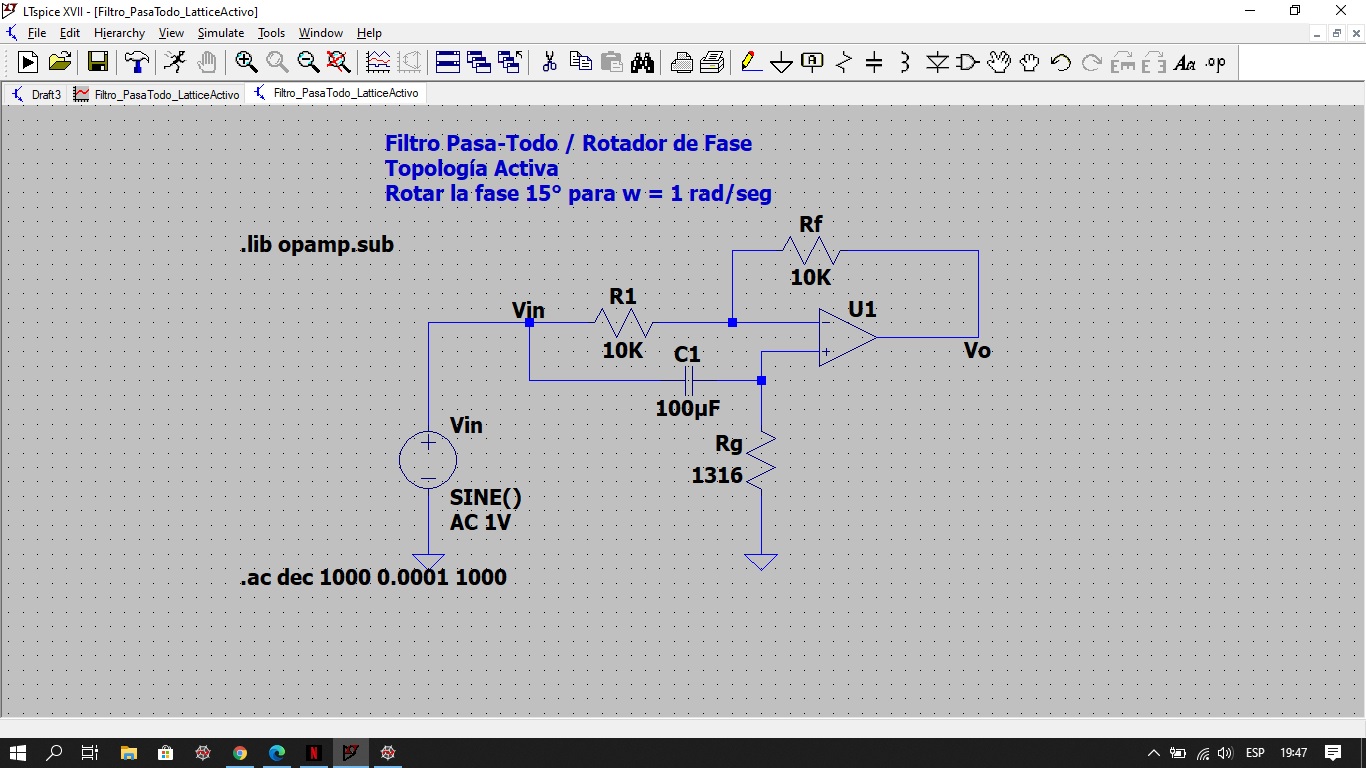 LTspice XVII - [Filtro_PasaTodo_LatticeActivo]
File Edit Hierarchy View Simulate Tools Window Help
Aa .op
Draft3 Filtro_PasaTodo_LatticeActivo Filtro_PasaTodo_LatticeActivo
Filtro Pasa-Todo / Rotador de Fase
Topología Activa
Rotar la fase 15° para w = 1 rad/seg
.lib opamp.sub
Rf
10K
Vin
R1
10K
U1
Vo
C1
100µF
Vin
SINE()
AC 1V
Rg
1316
.ac dec 1000 0.0001 1000
ESP 19:47